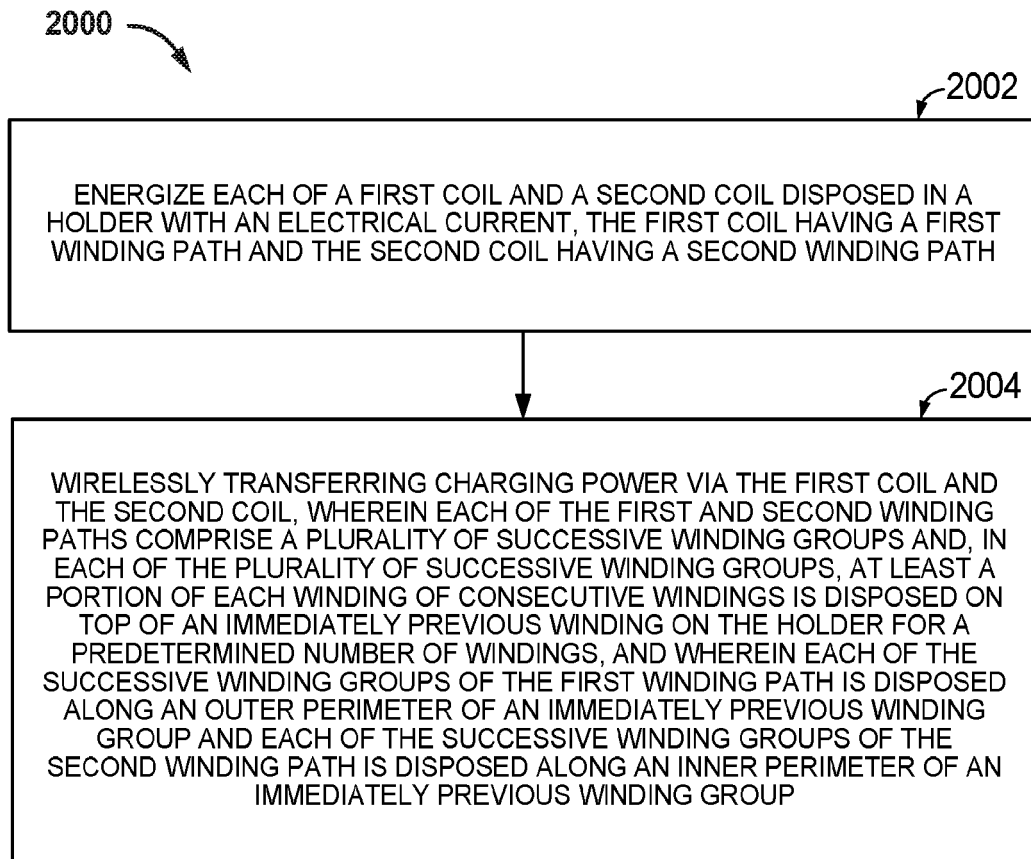 2000
2002
ENERGIZE EACH OF A FIRST COIL AND A SECOND COIL DISPOSED IN A
HOLDER WITH AN ELECTRICAL CURRENT, THE FIRST COIL HAVING A FIRST
WINDING PATH AND THE SECOND COIL HAVING A SECOND WINDING PATH
2004
WIRELESSLY TRANSFERRING CHARGING POWER VIA THE FIRST COIL AND
THE SECOND COIL, WHEREIN EACH OF THE FIRST AND SECOND WINDING
PATHS COMPRISE A PLURALITY OF SUCCESSIVE WINDING GROUPS AND, IN
EACH OF THE PLURALITY OF SUCCESSIVE WINDING GROUPS, AT LEAST A
PORTION OF EACH WINDING OF CONSECUTIVE WINDINGS IS DISPOSED ON
TOP OF AN IMMEDIATELY PREVIOUS WINDING ON THE HOLDER FOR A
PREDETERMINED NUMBER OF WINDINGS, AND WHEREIN EACH OF THE
SUCCESSIVE WINDING GROUPS OF THE FIRST WINDING PATH IS DISPOSED
ALONG AN OUTER PERIMETER OF AN IMMEDIATELY PREVIOUS WINDING
GROUP AND EACH OF THE SUCCESSIVE WINDING GROUPS OF THE
SECOND WINDING PATH IS DISPOSED ALONG AN INNER PERIMETER OF AN
IMMEDIATELY PREVIOUS WINDING GROUP